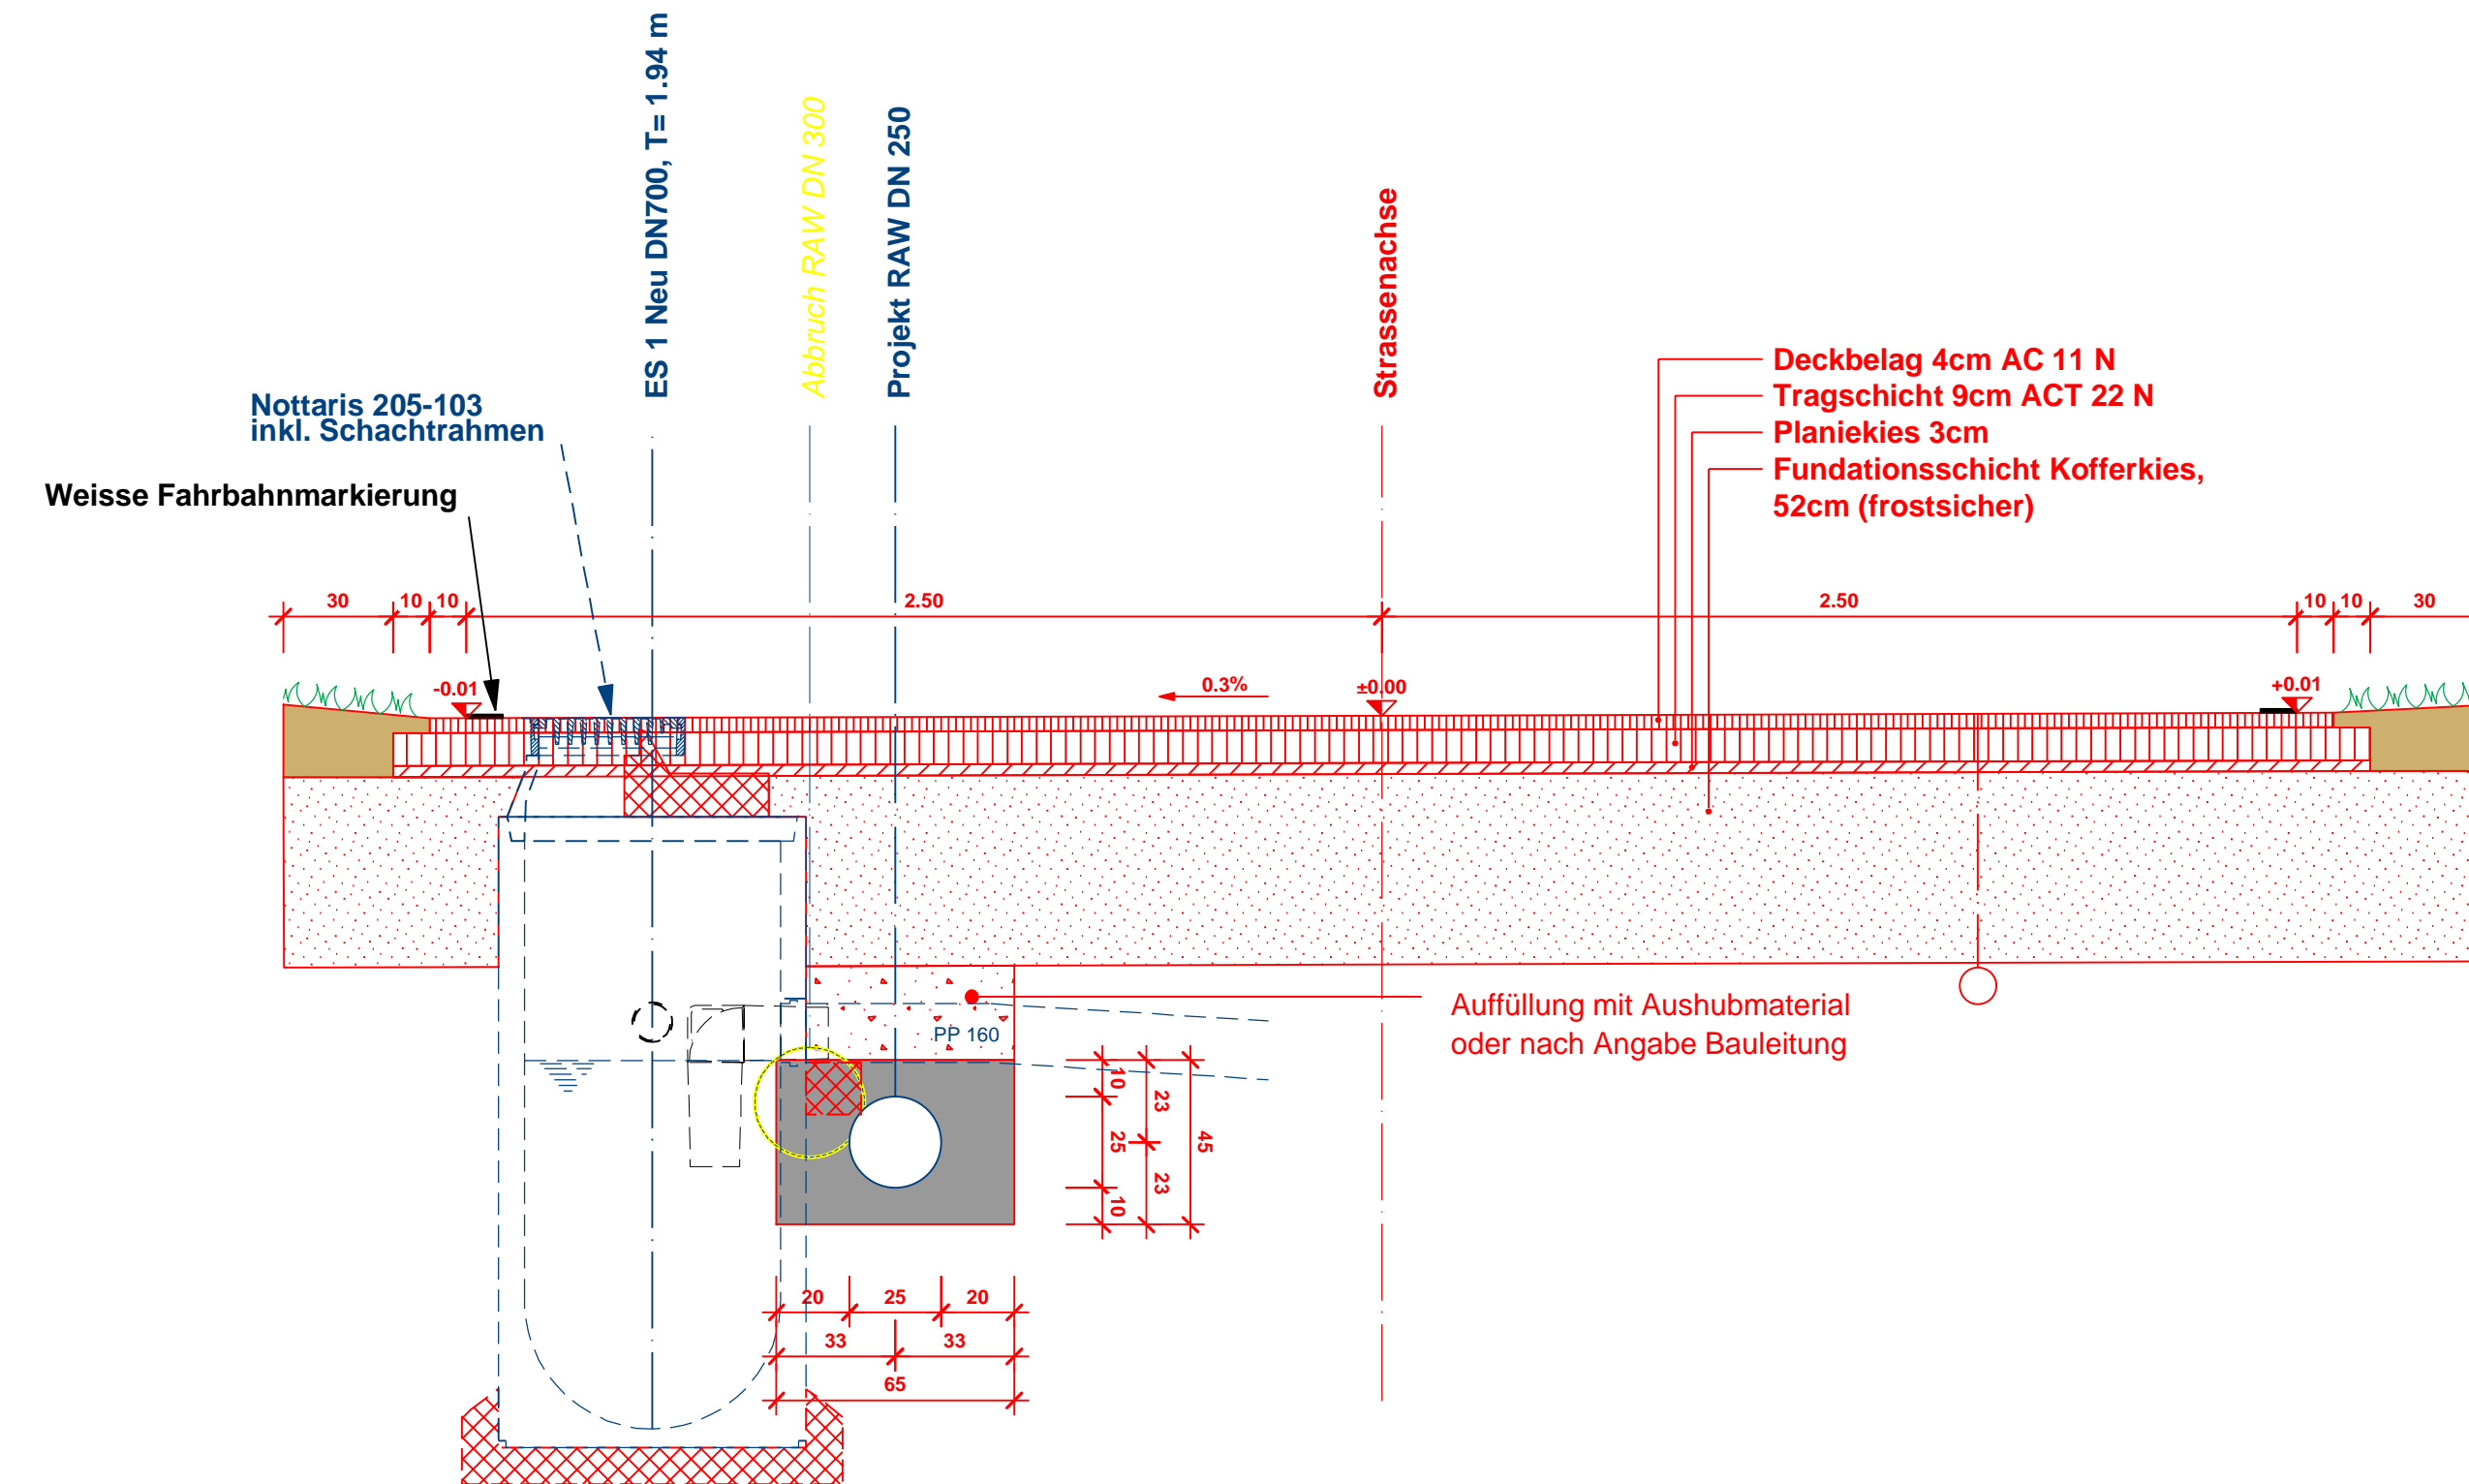 ES 1 Neu DN700, T= 1.94 m
Abbruch RAW DN 300
Projekt RAW DN 250
Strassenachse
Deckbelag 4cm AC 11 N
Tragschicht 9cm ACT 22 N
Planiekies 3cm
Fundationsschicht Kofferkies,
52cm (frostsicher)
Nottaris 205-103
inkl. Schachtrahmen
Weisse Fahrbahnmarkierung
30 10 10 2.50 2.50 10 10 30
-0.01 0.3% ±0.00 +0.01
Auffüllung mit Aushubmaterial
oder nach Angabe Bauleitung
PP 160
10 25 10
23 23
45
20 25 20
33 33
65